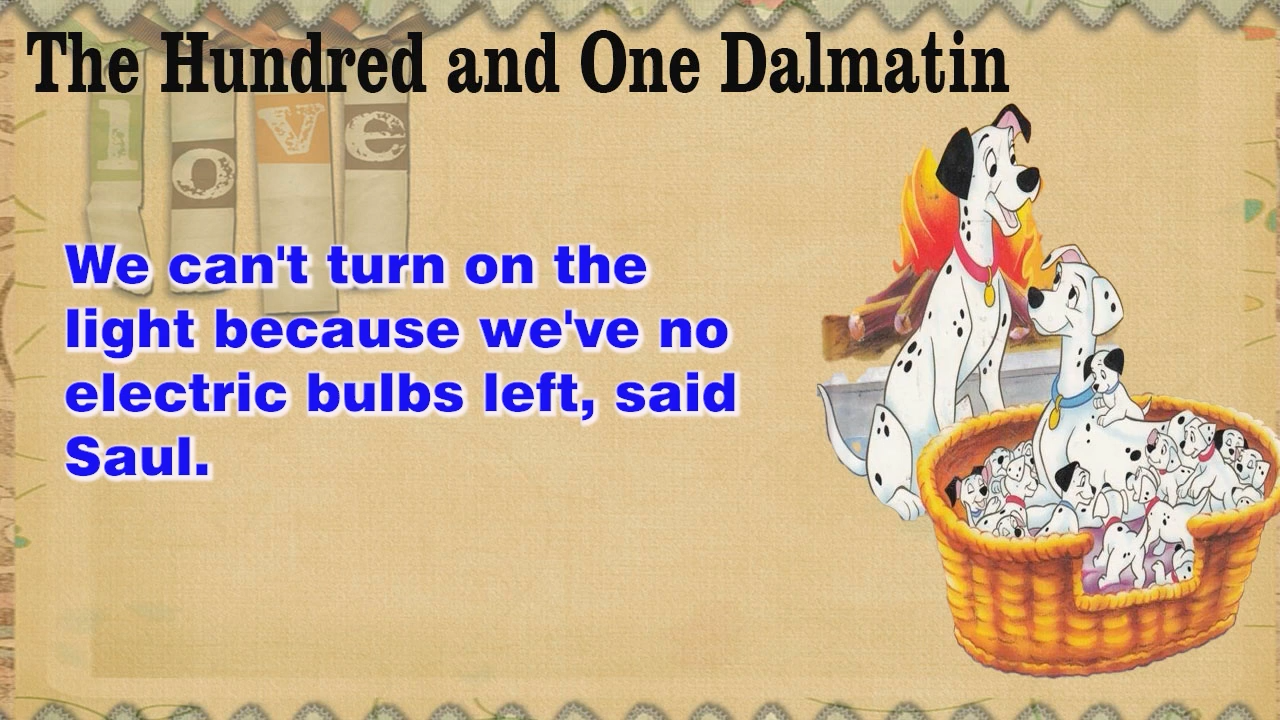 The Hundred and One Dalmatin
love
We can't turn on the
light because we've no
electric bulbs left, said
Saul.